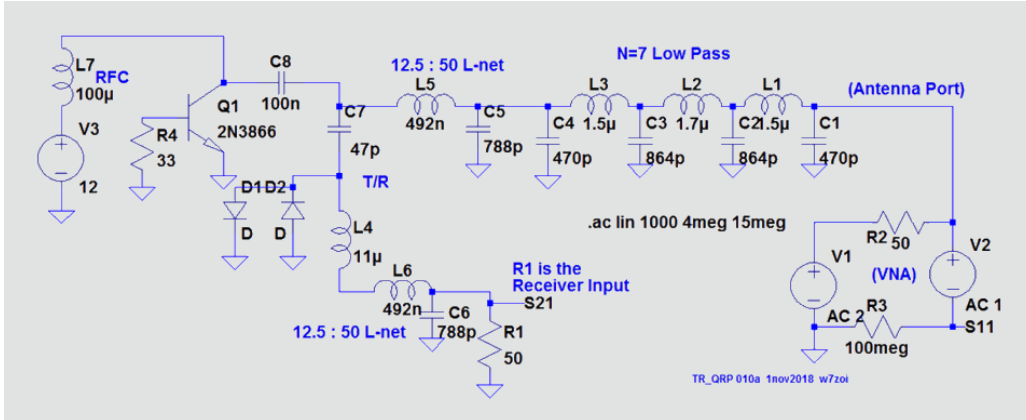 12.5 : 50 L-net
N=7 Low Pass
L7
RFC
100µ
C8
100n
L5
492n
L3
1.5µ
L2
1.7µ
L1
1.5µ
(Antenna Port)
Q1
2N3866
C7
47p
C5
788p
C4
470p
C3
864p
C2
864p
C1
470p
V3
12
R4
33
T/R
D1
D
D2
D
L4
11µ
.ac lin 1000 4meg 15meg
R2
50
V1
AC 2
(VNA)
V2
AC 1
L6
492n
R1 is the
Receiver Input
S21
C6
788p
R1
50
12.5 : 50 L-net
R3
100meg
S11
TR_QRP 010a 1nov2018 w7zoi